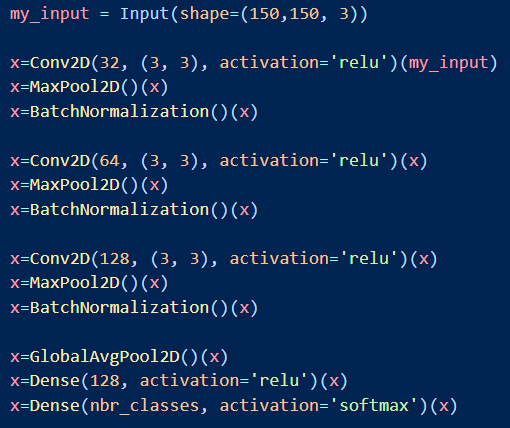 my_input = Input(shape=(150,150, 3))
x=Conv2D(32, (3, 3), activation='relu')(my_input)
x=MaxPool2D()(x)
x=BatchNormalization()(x)
x=Conv2D(64, (3, 3), activation='relu')(x)
x=MaxPool2D()(x)
x=BatchNormalization()(x)
x=Conv2D(128, (3, 3), activation='relu')(x)
x=MaxPool2D()(x)
x=BatchNormalization()(x)
x=GlobalAvgPool2D()(x)
x=Dense(128, activation='relu')(x)
x=Dense(nbr_classes, activation='softmax')(x)